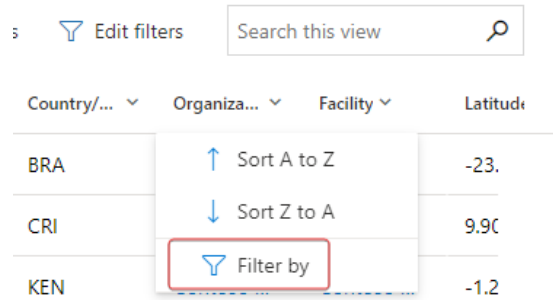 s Edit filters Search this view
Country/... Organiza... Facility Latitude
Sort A to Z
BRA -23.
Sort Z to A
CRI 9.90
Filter by
KEN -1.2